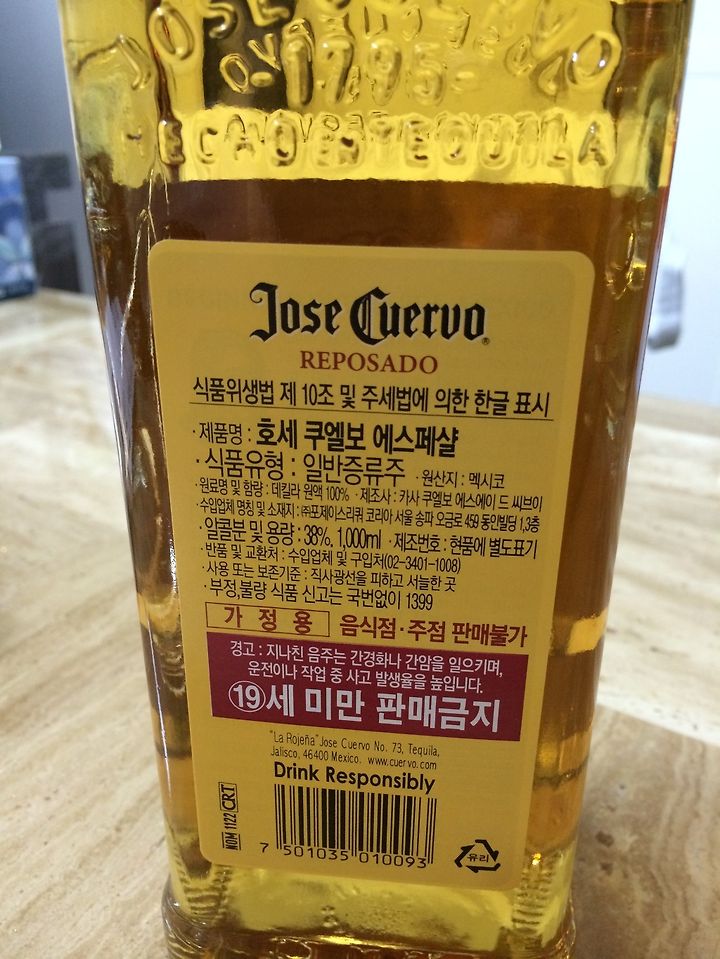 JOSE CUERVO
1795
TEQUILA
Jose Cuervo®
REPOSADO
식품위생법 제 10조 및 주세법에 의한 한글 표시
·제품명 : 호세 쿠엘보 에스페샬
·식품유형 : 일반증류주 ·원산지 : 멕시코
·원료명 및 함량 : 데킬라 원액 100% ·제조사 : 카사 쿠엘보 에스에이 드 씨브이
·수입업체 명칭 및 소재지 : ㈜포제이스리쿼 코리아 서울 송파 오금로 459 동인빌딩 1,3층
·알콜분 및 용량 : 38%, 1,000ml ·제조번호 : 현품에 별도표기
·반품 및 교환처 : 수입업체 및 구입처(02-3401-1008)
·사용 또는 보존기준 : 직사광선을 피하고 서늘한 곳
·부정,불량 식품 신고는 국번없이 1399
가 정 용 음식점·주점 판매불가
경고 : 지나친 음주는 간경화나 간암을 일으키며,
운전이나 작업 중 사고 발생율을 높입니다.
⑲세 미만 판매금지
"La Rojeña" Jose Cuervo No. 73, Tequila,
Jalisco, 46400 Mexico. www.cuervo.com
Drink Responsibly
NOM 1122 CRT
7 501035 010093
유리